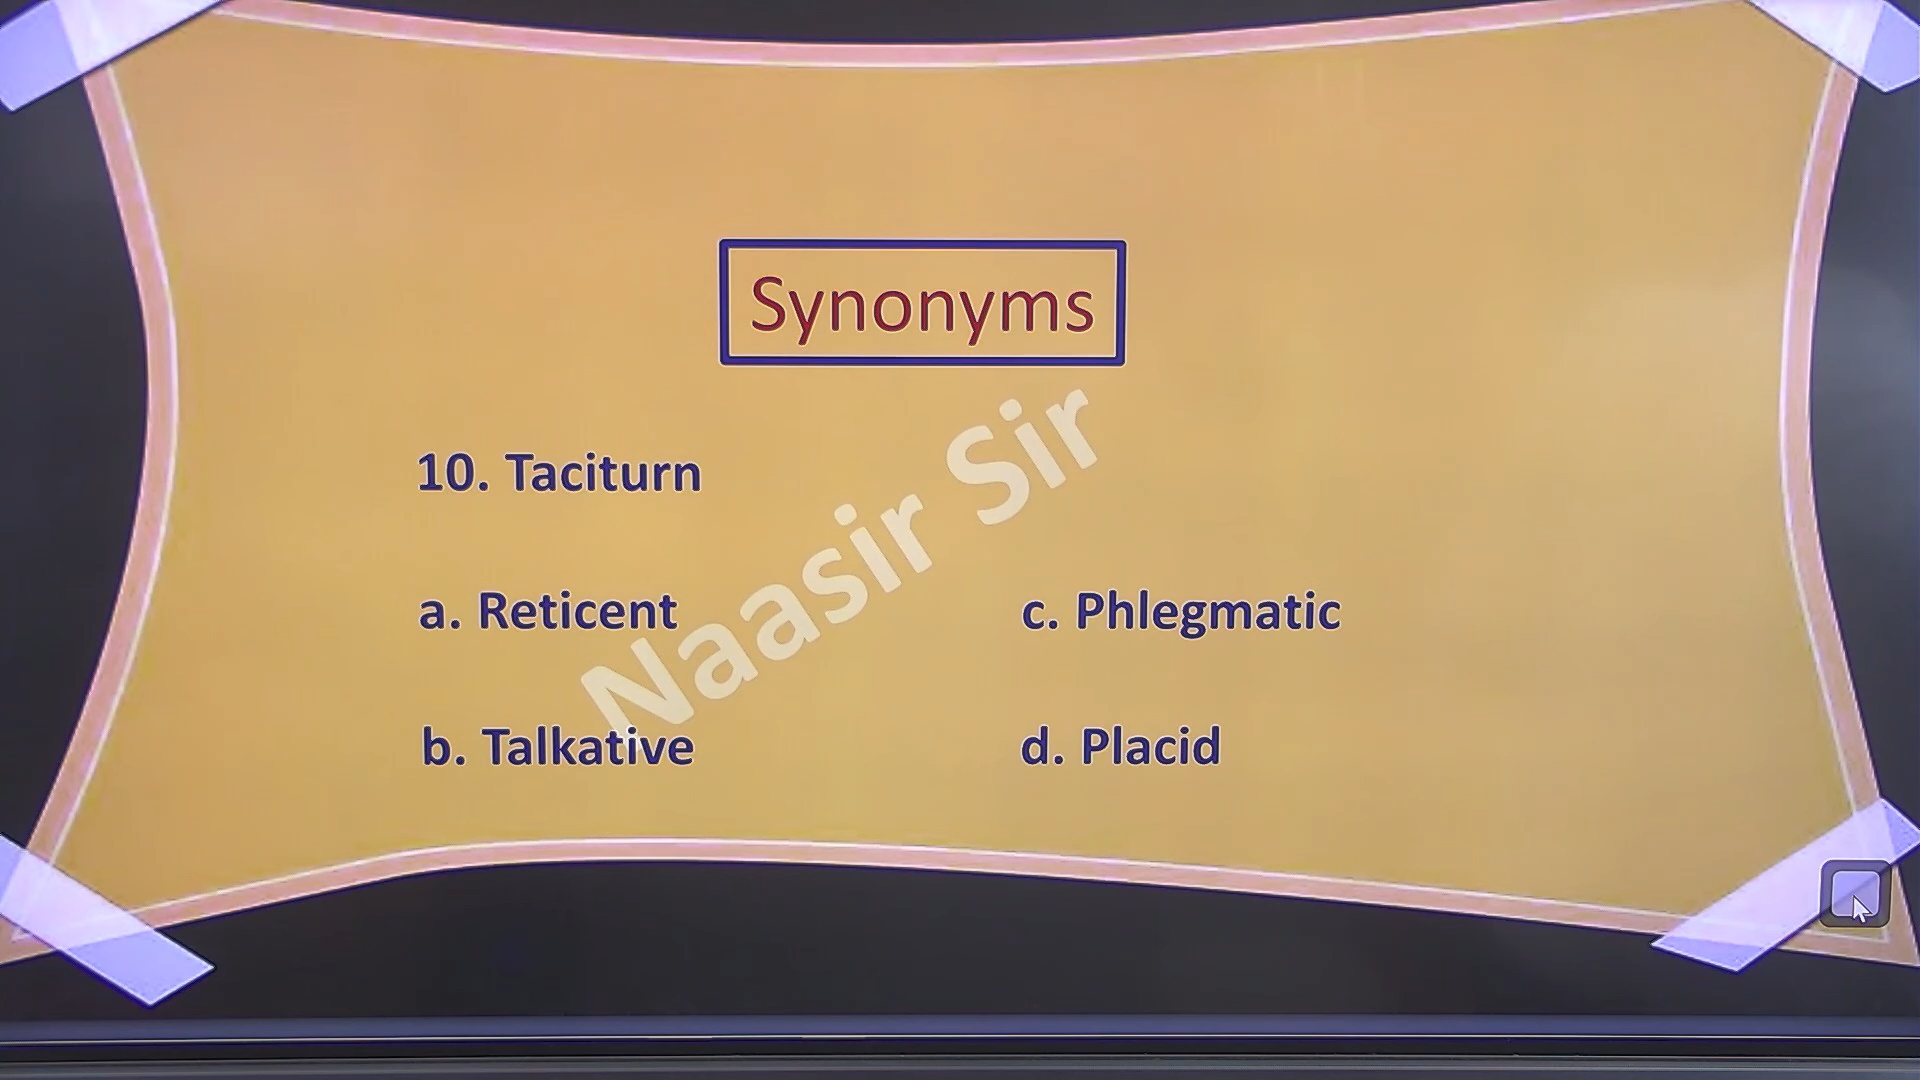 Synonyms
10. Taciturn
a. Reticent
c. Phlegmatic
b. Talkative
d. Placid
Naasir Sir